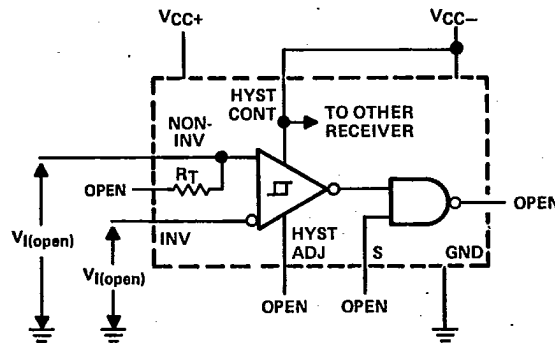 VCC+
VCC–
HYST
CONT
TO OTHER
RECEIVER
NON-
INV
RT
OPEN
OPEN
VI(open)
INV
HYST
ADJ
S
GND
VI(open)
OPEN
OPEN